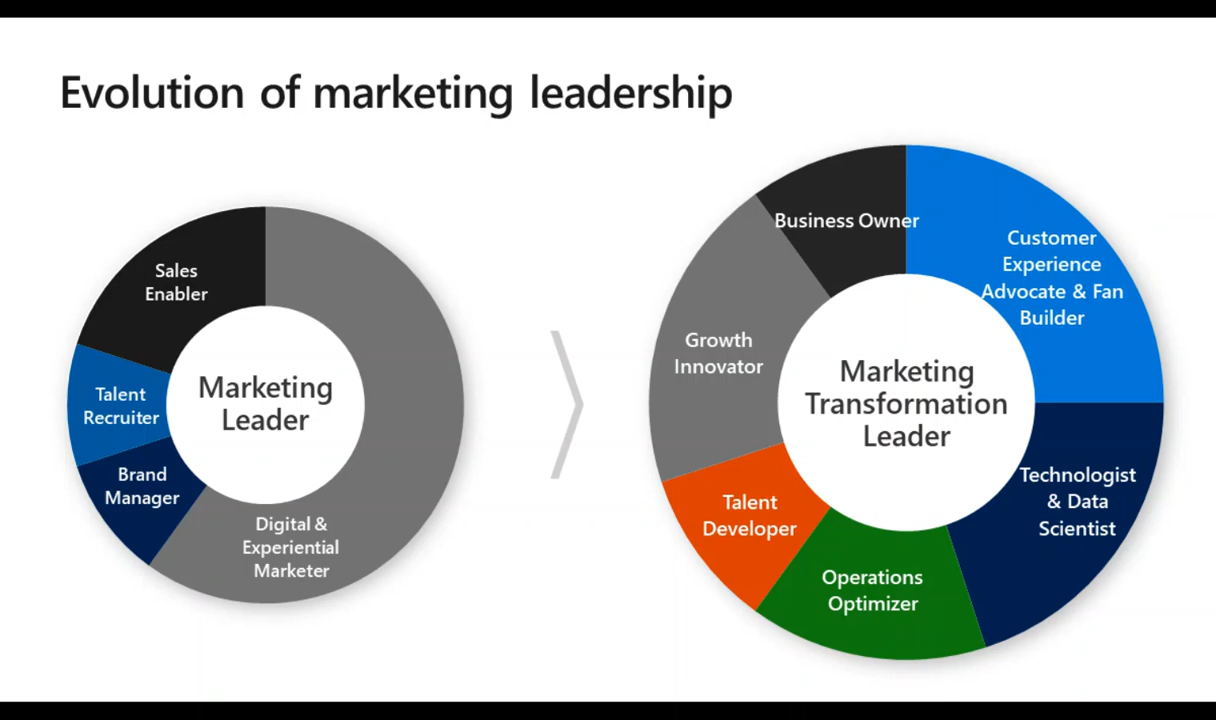 Evolution of marketing leadership
Sales
Enabler
Talent
Recruiter
Brand
Manager
Digital &
Experiential
Marketer
Marketing
Leader
Business Owner
Customer
Experience
Advocate & Fan
Builder
Growth
Innovator
Marketing
Transformation
Leader
Technologist
& Data
Scientist
Talent
Developer
Operations
Optimizer